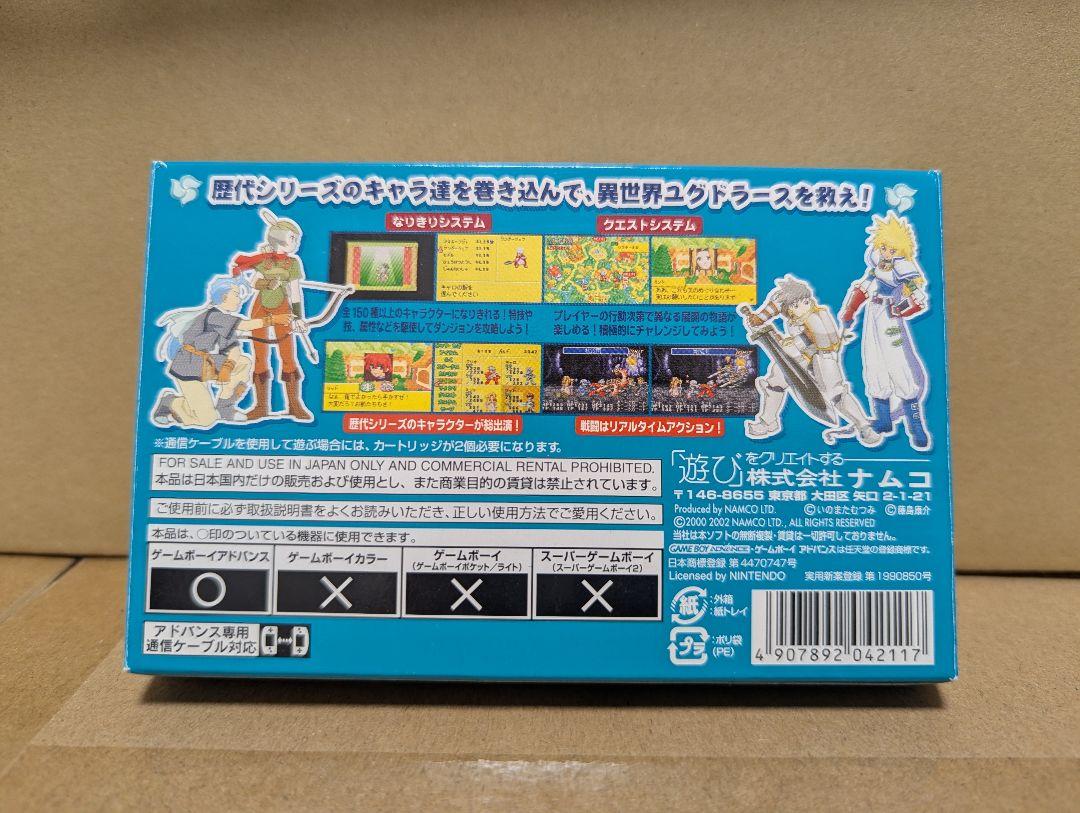 歴代シリーズのキャラ達を巻き込んで、異世界ユグドラースを救え!
なりきりシステム
クエストシステム
全150種以上のキャラクターになりきれる!特技や
技、属性などを駆使してダンジョンを攻略しよう!
プレイヤーの行動次第で異なる展開の物語が
楽しめる!積極的にチャレンジしてみよう!
歴代シリーズのキャラクターが総出演!
戦闘はリアルタイムアクション!
※通信ケーブルを使用して遊ぶ場合には、カートリッジが2個必要になります。
FOR SALE AND USE IN JAPAN ONLY AND COMMERCIAL RENTAL PROHIBITED.
本品は日本国内だけの販売および使用とし、また商業目的の賃貸は禁止されています。
ご使用前に必ず取扱説明書をよくお読みいただき、正しい使用方法でご愛用ください。
本品は、○印のついている機器に使用できます。
ゲームボーイアドバンス
ゲームボーイカラー
ゲームボーイ
(ゲームボーイポケット/ライト)
スーパーゲームボーイ
(スーパーゲームボーイ2)
○
×
×
×
アドバンス専用
通信ケーブル対応
「遊び」をクリエイトする
株式会社 ナムコ
〒146-8655 東京都 大田区 矢口 2-1-21
Produced by NAMCO LTD. ©いのまたむつみ ©藤島康介
©2000 2002 NAMCO LTD., ALL RIGHTS RESERVED
当社は本ソフトの無断複製・賃貸は一切許可しておりません。
GAME BOY ADVANCE・ゲームボーイ アドバンスは任天堂の登録商標です。
日本商標登録 第4470747号
Licensed by NINTENDO 実用新案登録 第1990850号
紙
:外箱
:紙トレイ
プラ
:ポリ袋
(PE)
4 907892 042117